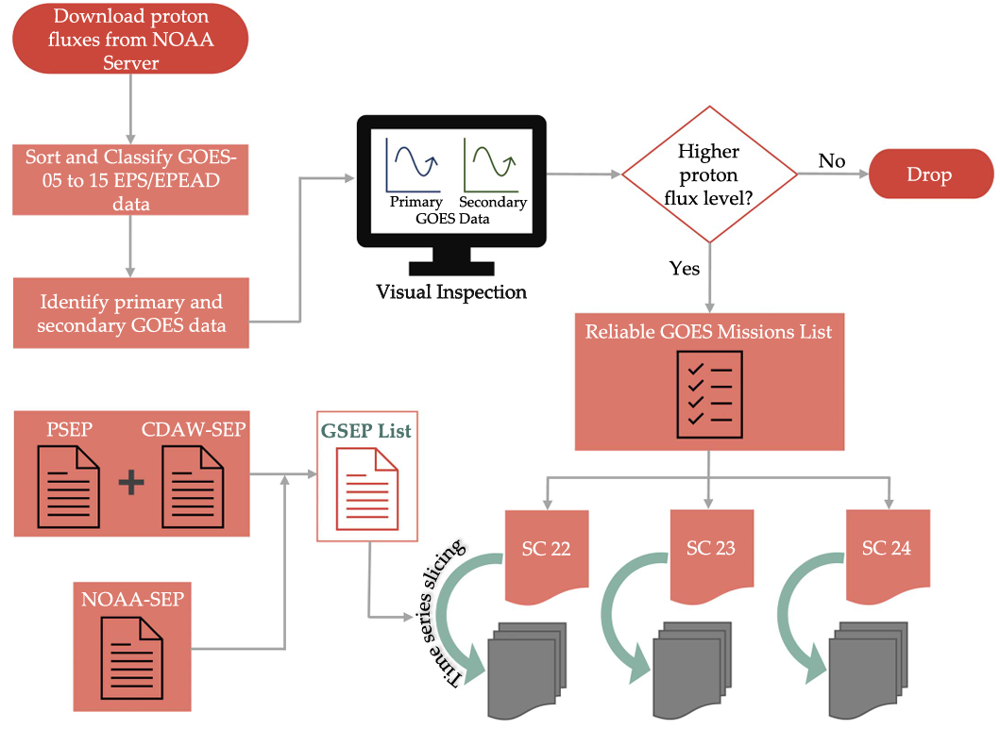 Download proton
fluxes from NOAA
Server
Sort and Classify GOES-
05 to 15 EPS/EPEAD
data
Identify primary and
secondary GOES data
Primary
Secondary
GOES Data
Visual Inspection
Higher
proton
flux level?
No
Drop
Yes
Reliable GOES Missions List
PSEP
CDAW-SEP
+
GSEP List
NOAA-SEP
Time series slicing
SC 22
SC 23
SC 24